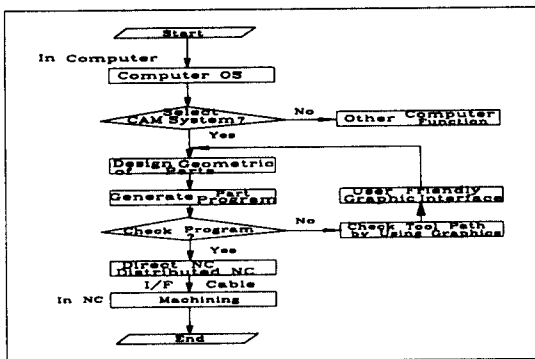 Start
In Computer
Computer OS
Select
CAM System?
No
Other Computer
Function
Yes
Design Geometric
of Parts
Generate Part
Program
User Friendly
Graphic Interface
Check Program
?
No
Check Tool Path
by Using Graphics
Yes
Direct NC
Distributed NC
I/F Cable
In NC
Machining
End